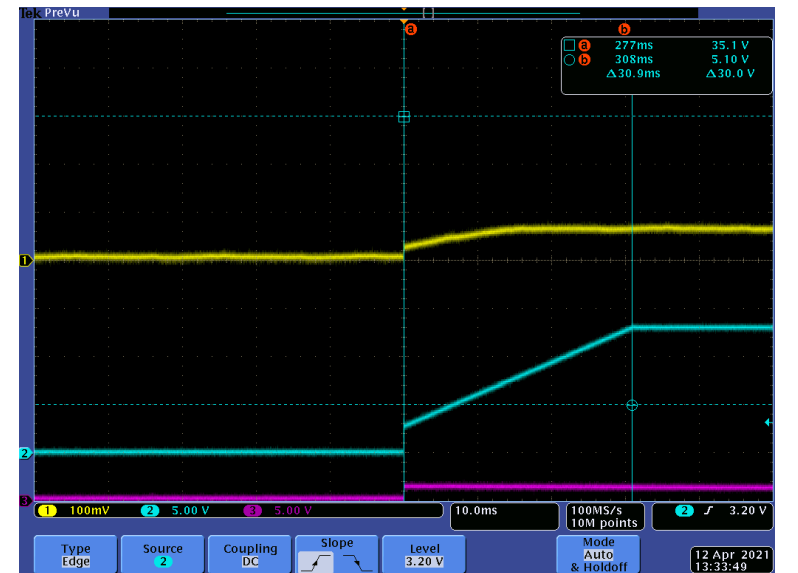 Tek PreVu
a
b
a 277ms 35.1 V
b 308ms 5.10 V
Δ30.9ms Δ30.0 V
1
2
3
1 100mV 2 5.00 V 3 5.00 V
10.0ms
100MS/s
10M points
2 3.20 V
Type
Edge
Source
2
Coupling
DC
Slope
Level
3.20 V
Mode
Auto
& Holdoff
12 Apr 2021
13:33:49